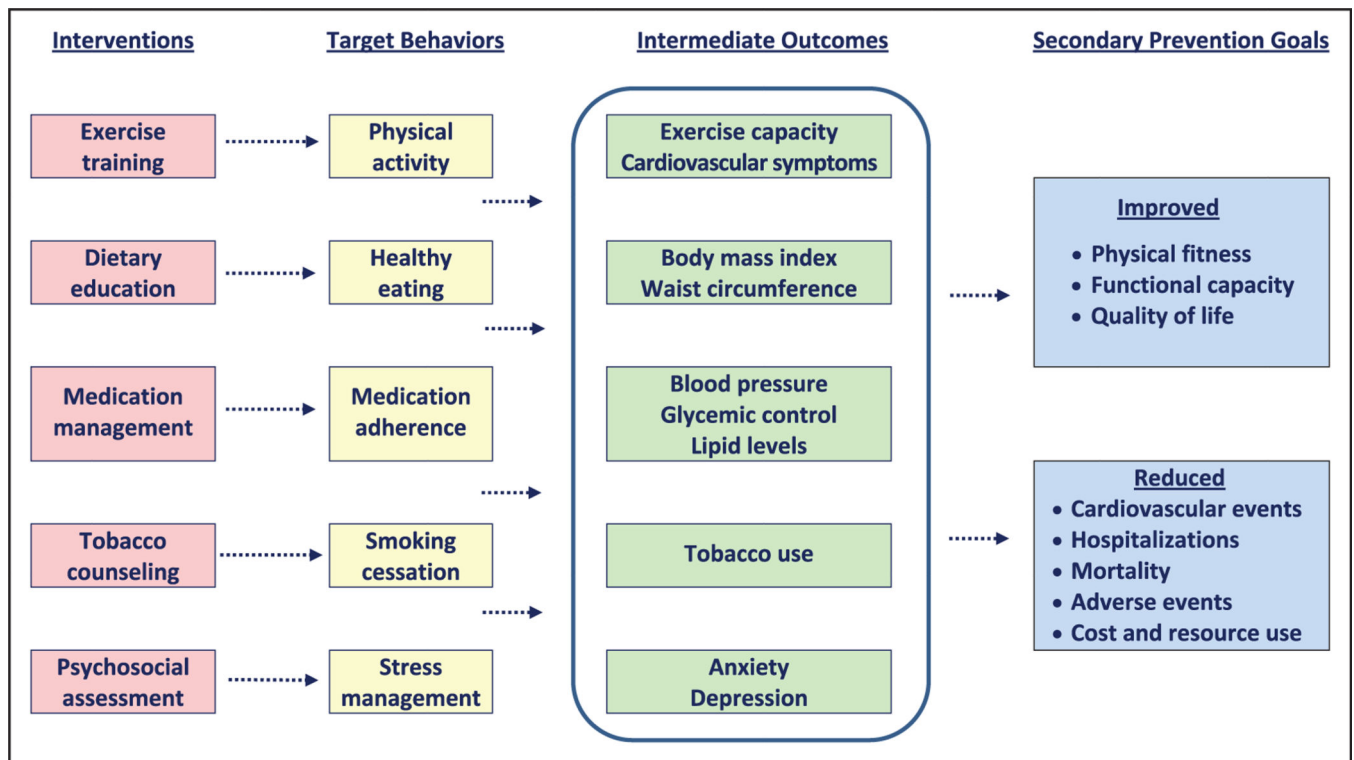 Interventions
Target Behaviors
Intermediate Outcomes
Secondary Prevention Goals
Exercise
training
Physical
activity
Exercise capacity
Cardiovascular symptoms
Dietary
education
Healthy
eating
Body mass index
Waist circumference
Medication
management
Medication
adherence
Blood pressure
Glycemic control
Lipid levels
Tobacco
counseling
Smoking
cessation
Tobacco use
Psychosocial
assessment
Stress
management
Anxiety
Depression
Improved
• Physical fitness
• Functional capacity
• Quality of life
Reduced
• Cardiovascular events
• Hospitalizations
• Mortality
• Adverse events
• Cost and resource use